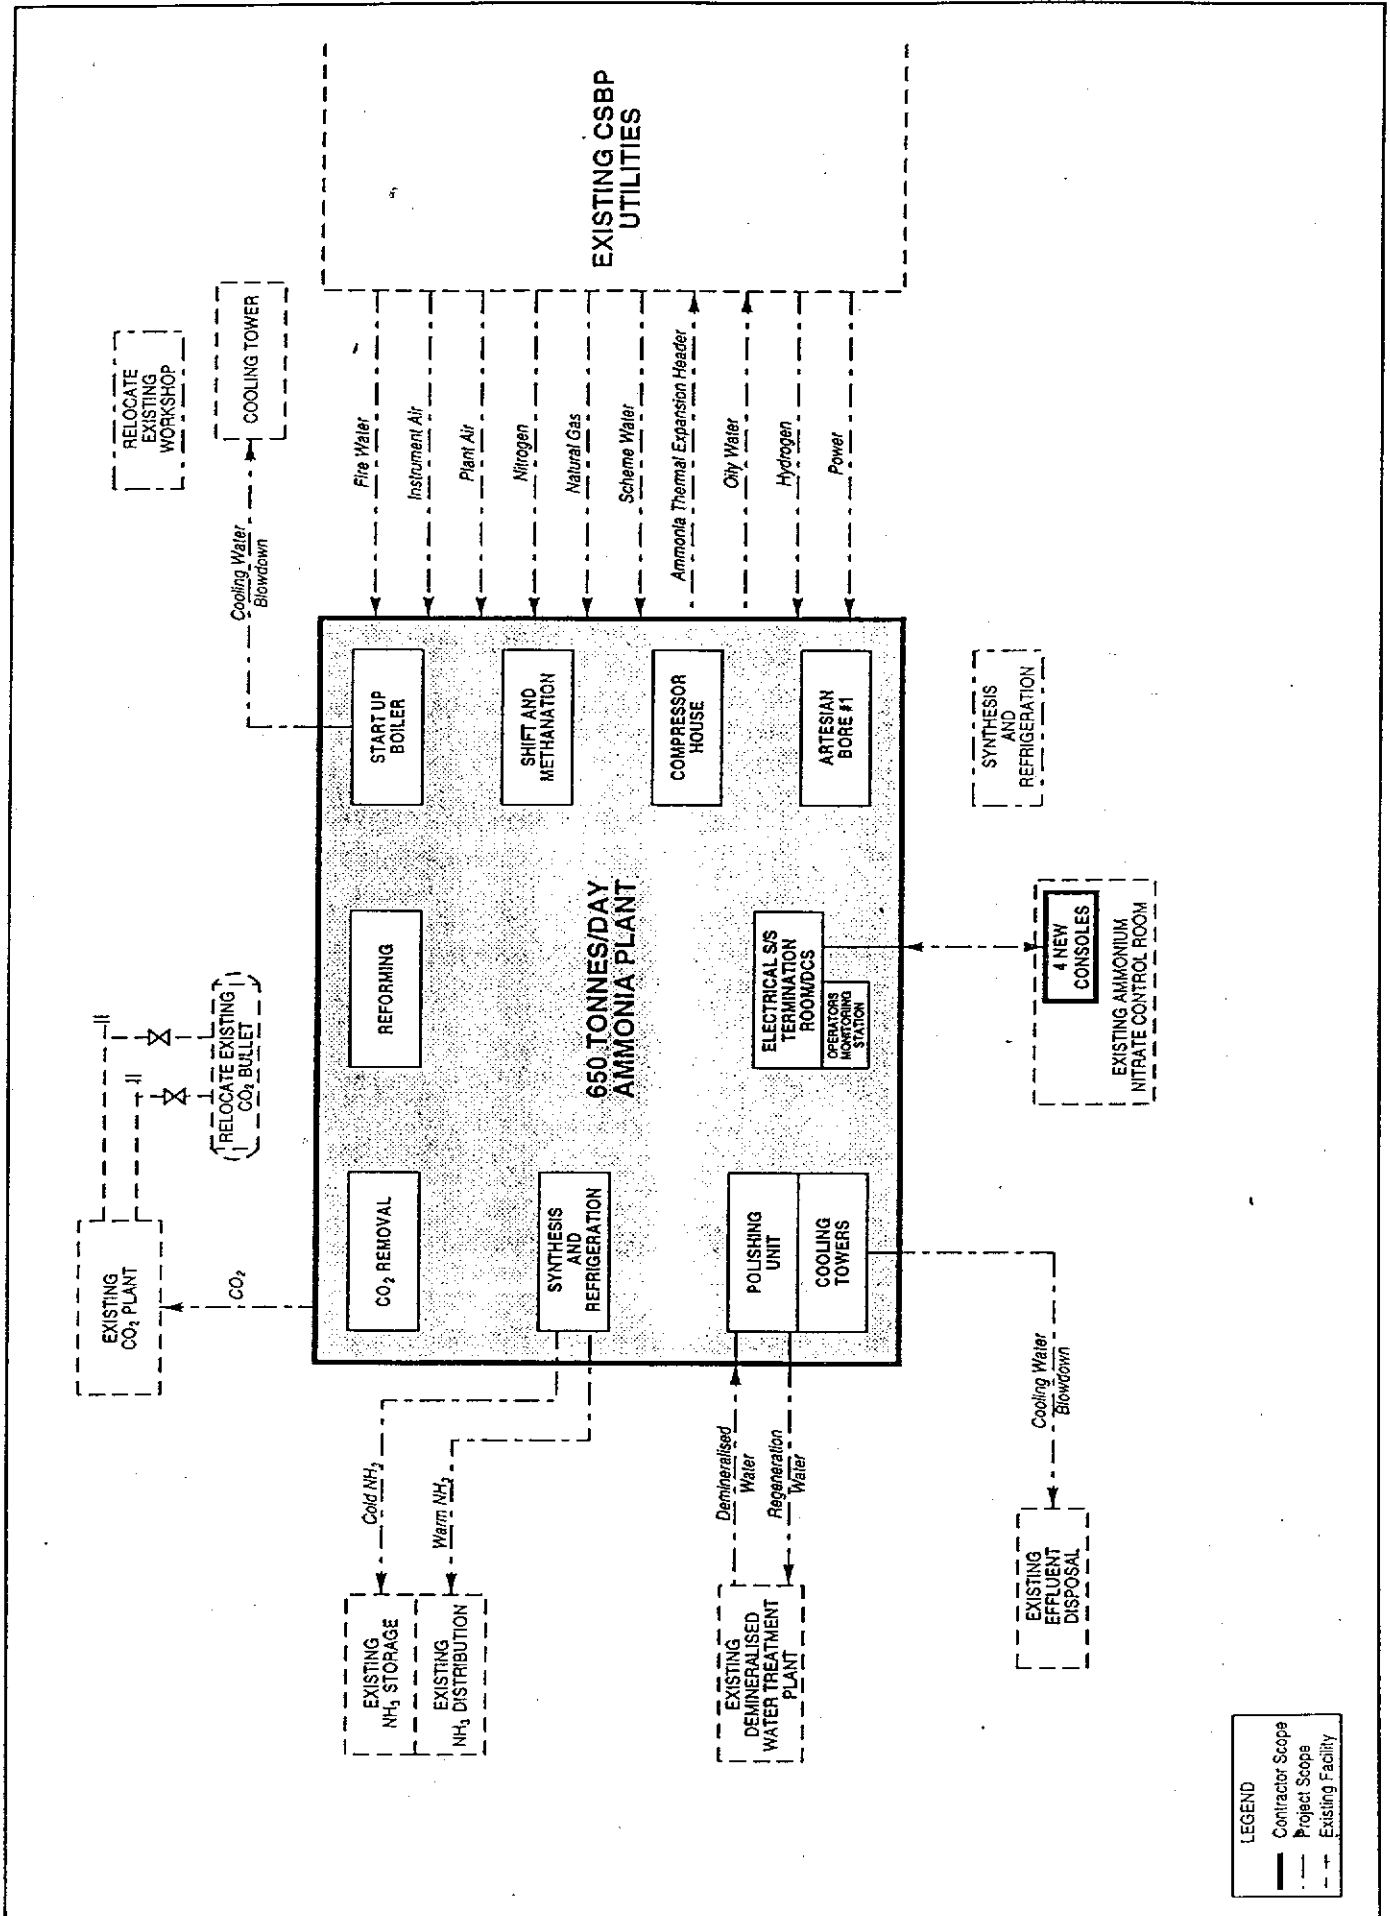 EXISTING
NH₃ STORAGE
EXISTING
NH₃ DISTRIBUTION
EXISTING
DEMINERALISED
WATER TREATMENT
PLANT
EXISTING
EFFLUENT
DISPOSAL
Cold NH₃
Warm NH₃
Demineralised
Water
Regeneration
Water
Cooling Water
Blowdown
EXISTING
CO₂ PLANT
CO₂
RELOCATE EXISTING
CO₂ BULLET
CO₂ REMOVAL
SYNTHESIS
AND
REFRIGERATION
POLISHING
UNIT
COOLING
TOWERS
REFORMING
650 TONNES/DAY
AMMONIA PLANT
ELECTRICAL S/S
TERMINATION
ROOM/DCS
OPERATORS
MONITORING
STATION
START UP
BOILER
SHIFT AND
METHANATION
COMPRESSOR
HOUSE
ARTESIAN
BORE #1
4 NEW
CONSOLES
EXISTING AMMONIUM
NITRATE CONTROL ROOM
SYNTHESIS
AND
REFRIGERATION
Cooling Water
Blowdown
RELOCATE
EXISTING
WORKSHOP
COOLING TOWER
Fire Water
Instrument Air
Plant Air
Nitrogen
Natural Gas
Scheme Water
Ammonia Thermal Expansion Header
Oily Water
Hydrogen
Power
EXISTING CSBP
UTILITIES
LEGEND
Contractor Scope
Project Scope
Existing Facility